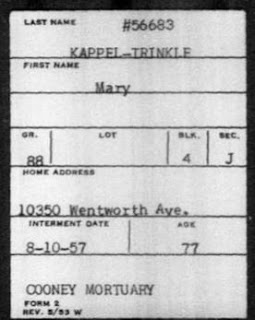 LAST NAME #56683
KAPPEL-TRINKLE
FIRST NAME
Mary
GR. LOT BLK. SEC.
88 4 J
HOME ADDRESS
10350 Wentworth Ave.
INTERMENT DATE AGE
8-10-57 77
COONEY MORTUARY
FORM 2
REV. 5/53 W